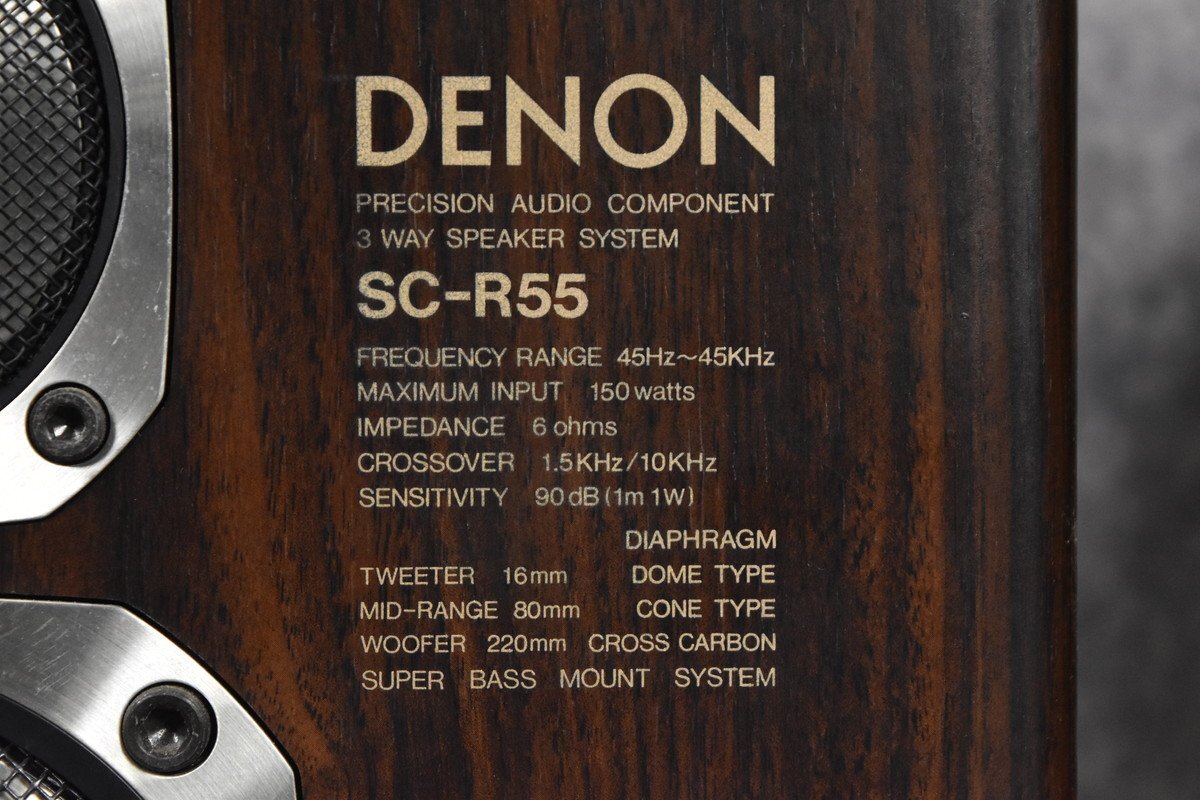 DENON
PRECISION AUDIO COMPONENT
3 WAY SPEAKER SYSTEM
SC-R55
FREQUENCY RANGE 45Hz~45KHz
MAXIMUM INPUT 150watts
IMPEDANCE 6 ohms
CROSSOVER 1.5KHz/10KHz
SENSITIVITY 90dB(1m 1W)
DIAPHRAGM
TWEETER 16mm DOME TYPE
MID-RANGE 80mm CONE TYPE
WOOFER 220mm CROSS CARBON
SUPER BASS MOUNT SYSTEM